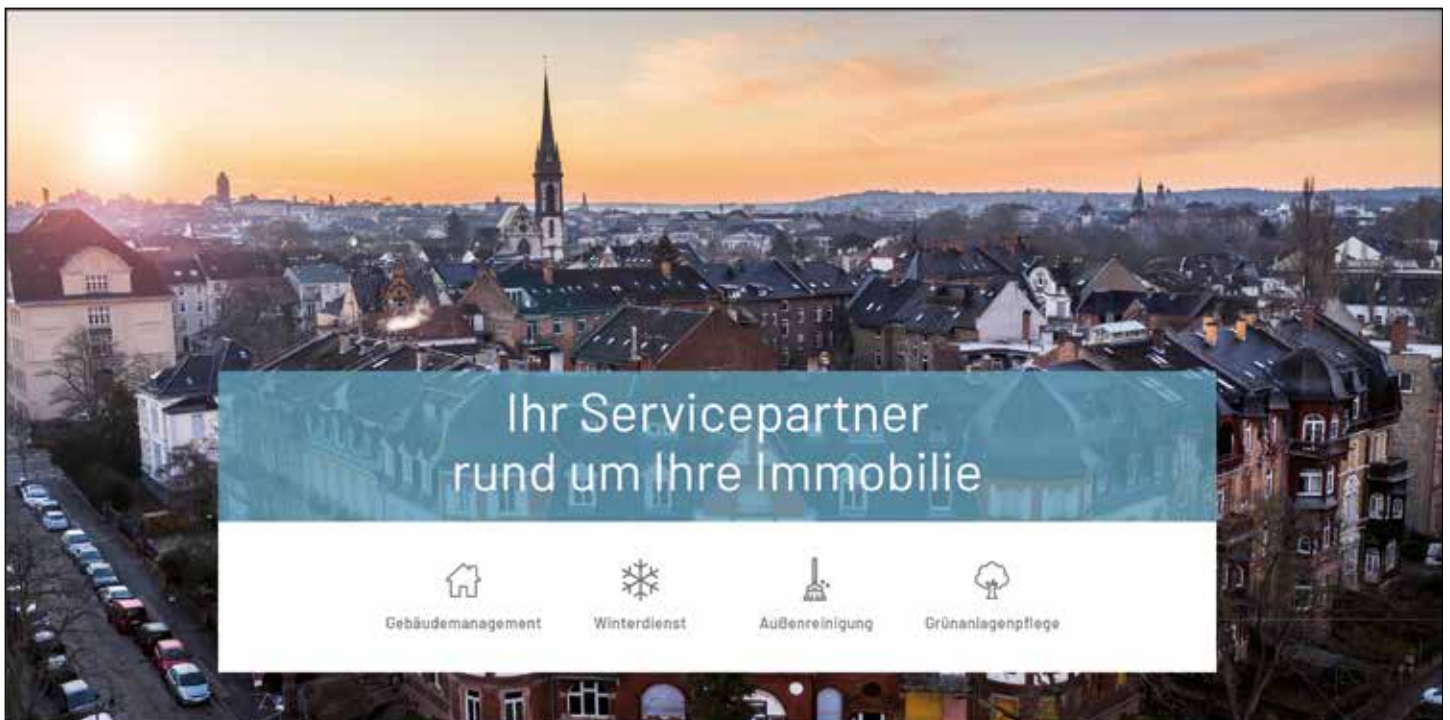 Ihr Servicepartner
rund um Ihre Immobilie
Gebäudemanagement
Winterdienst
Außenreinigung
Grünanlagenpflege